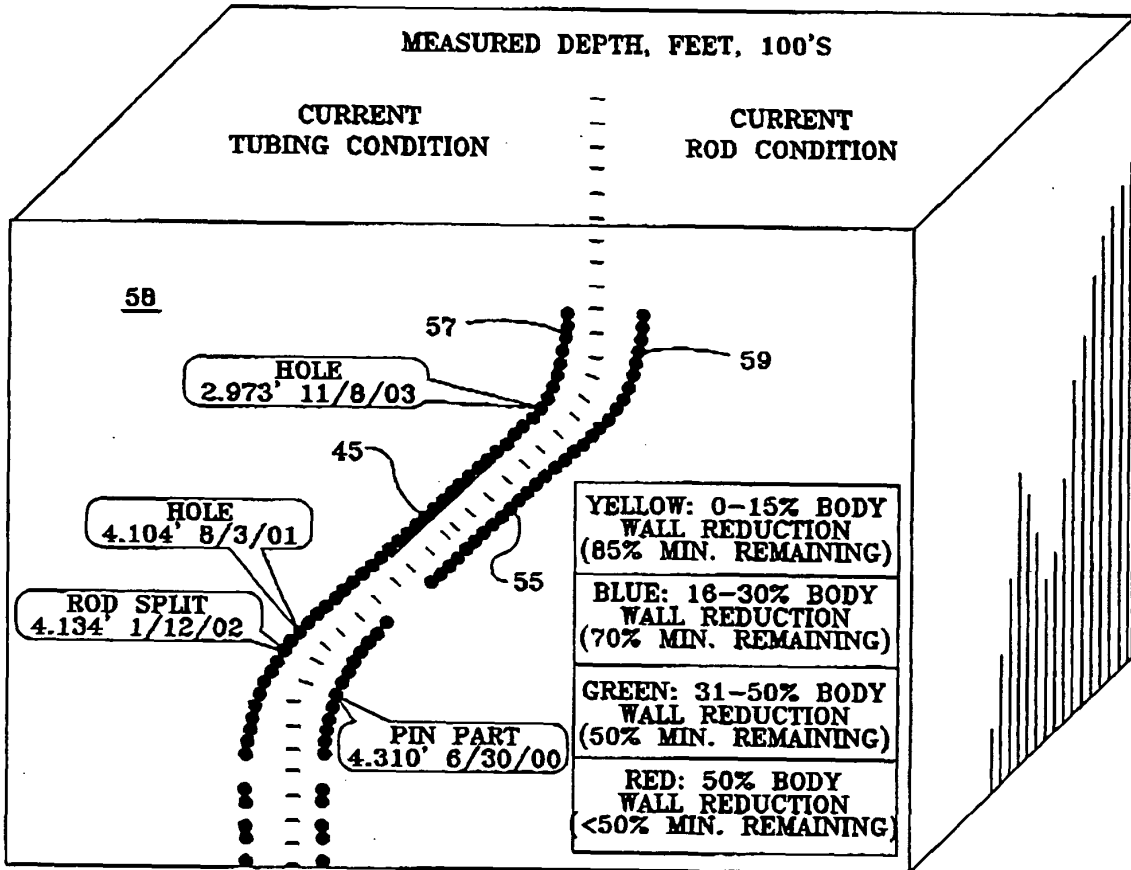 MEASURED DEPTH, FEET, 100'S
CURRENT
TUBING CONDITION
CURRENT
ROD CONDITION
58
57
59
HOLE
2.973' 11/8/03
45
HOLE
4.104' 8/3/01
55
ROD SPLIT
4.134' 1/12/02
PIN PART
4.310' 6/30/00
YELLOW: 0-15% BODY
WALL REDUCTION
(85% MIN. REMAINING)
BLUE: 16-30% BODY
WALL REDUCTION
(70% MIN. REMAINING)
GREEN: 31-50% BODY
WALL REDUCTION
(50% MIN. REMAINING)
RED: 50% BODY
WALL REDUCTION
(<50% MIN. REMAINING)